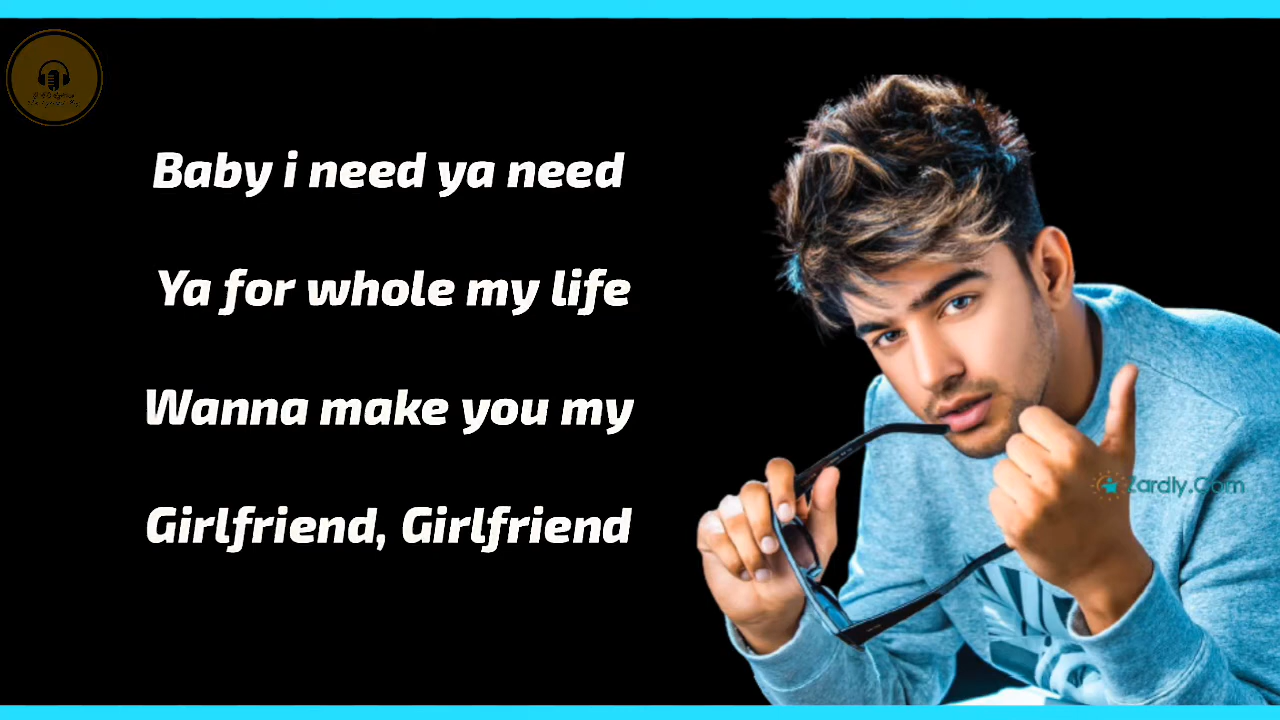 Baby i need ya need
Ya for whole my life
Wanna make you my
Girlfriend, Girlfriend
Zardly.Com